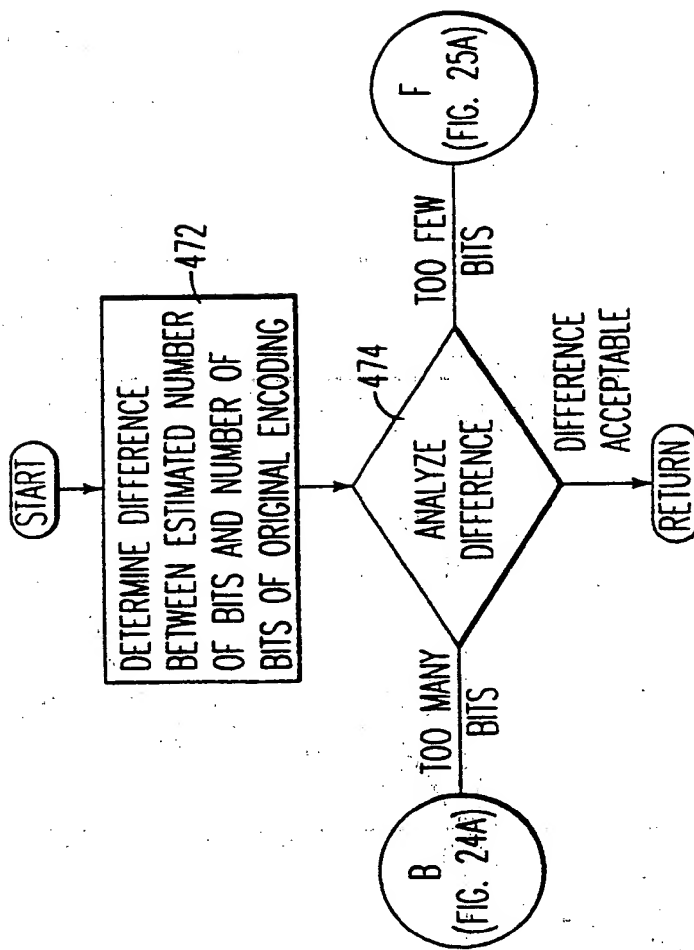 START
DETERMINE DIFFERENCE
BETWEEN ESTIMATED NUMBER
OF BITS AND NUMBER OF
BITS OF ORIGINAL ENCODING
472
474
ANALYZE
DIFFERENCE
TOO MANY
BITS
B
(FIG. 24A)
TOO FEW
BITS
F
(FIG. 25A)
DIFFERENCE
ACCEPTABLE
RETURN